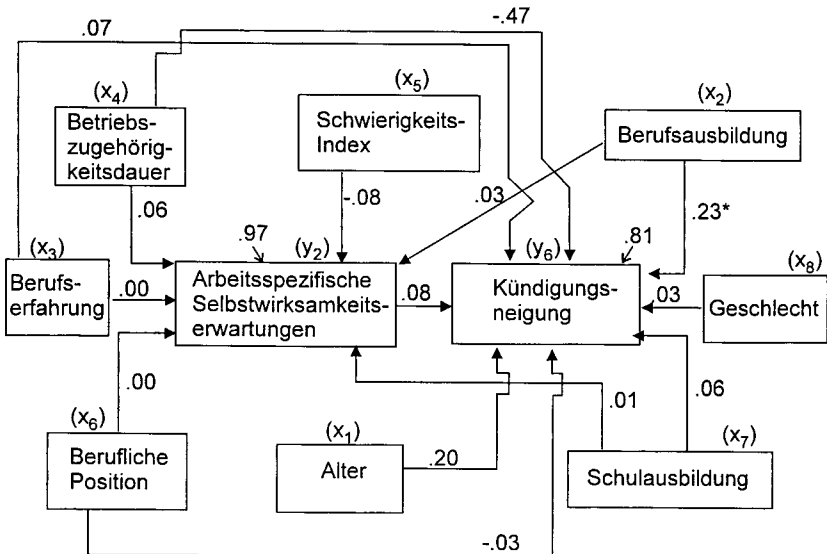 -.47
.07
(x4)
Betriebs-
zugehörig-
keitsdauer
(x5)
Schwierigkeits-
Index
(x2)
Berufsausbildung
.06
-.08
.03
.23*
.97
(y2)
(y6)
.81
(x3)
Berufs-
erfahrung
.00
Arbeitsspezifische
Selbstwirksamkeits-
erwartungen
.08
Kündigungs-
neigung
.03
(x8)
Geschlecht
.00
.01
.06
(x6)
Berufliche
Position
(x1)
Alter
.20
(x7)
Schulausbildung
-.03